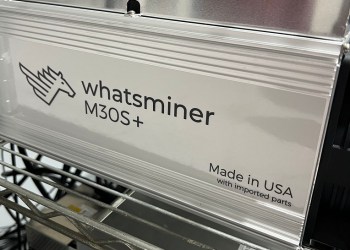 whatsminer
M30S+
Made in USA
with imported parts